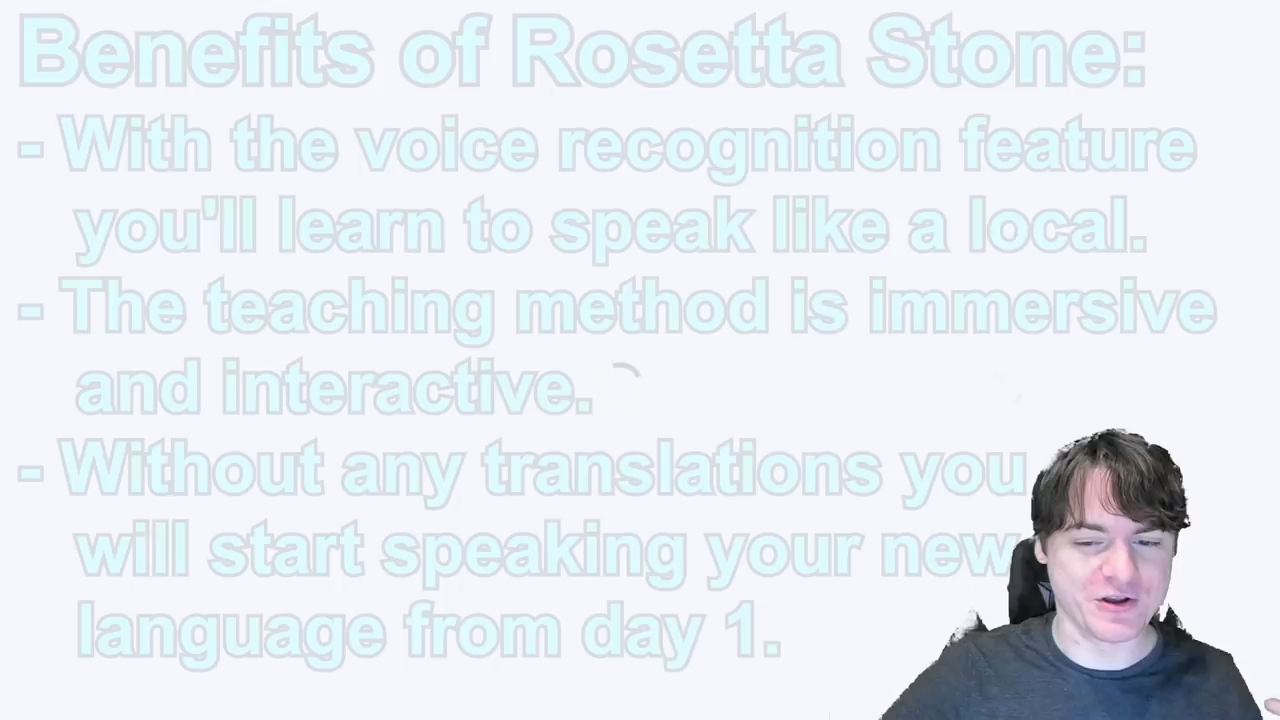 Benefits of Rosetta Stone:
- With the voice recognition feature
you'll learn to speak like a local.
- The teaching method is immersive
and interactive.
- Without any translations you
will start speaking your new
language from day 1.